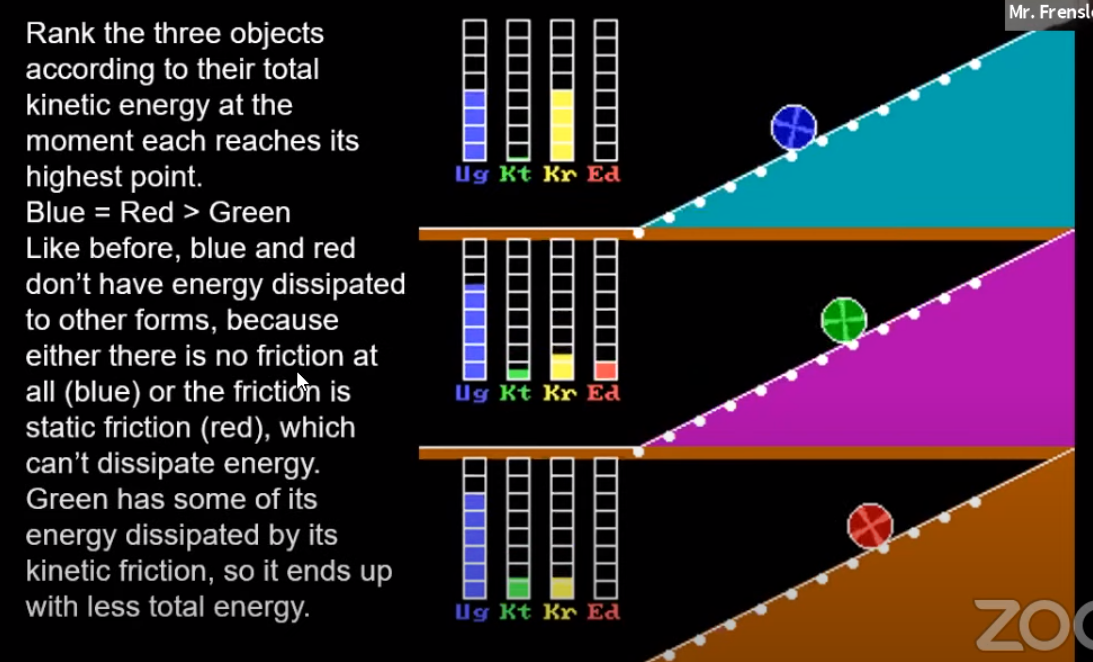 Mr. Frensl
Rank the three objects
according to their total
kinetic energy at the
moment each reaches its
highest point.
Blue = Red > Green
Like before, blue and red
don't have energy dissipated
to other forms, because
either there is no friction at
all (blue) or the friction is
static friction (red), which
can't dissipate energy.
Green has some of its
energy dissipated by its
kinetic friction, so it ends up
with less total energy.
Ug Kt Kr Ed
Ug Kt Kr Ed
Ug Kt Kr Ed
ZOO